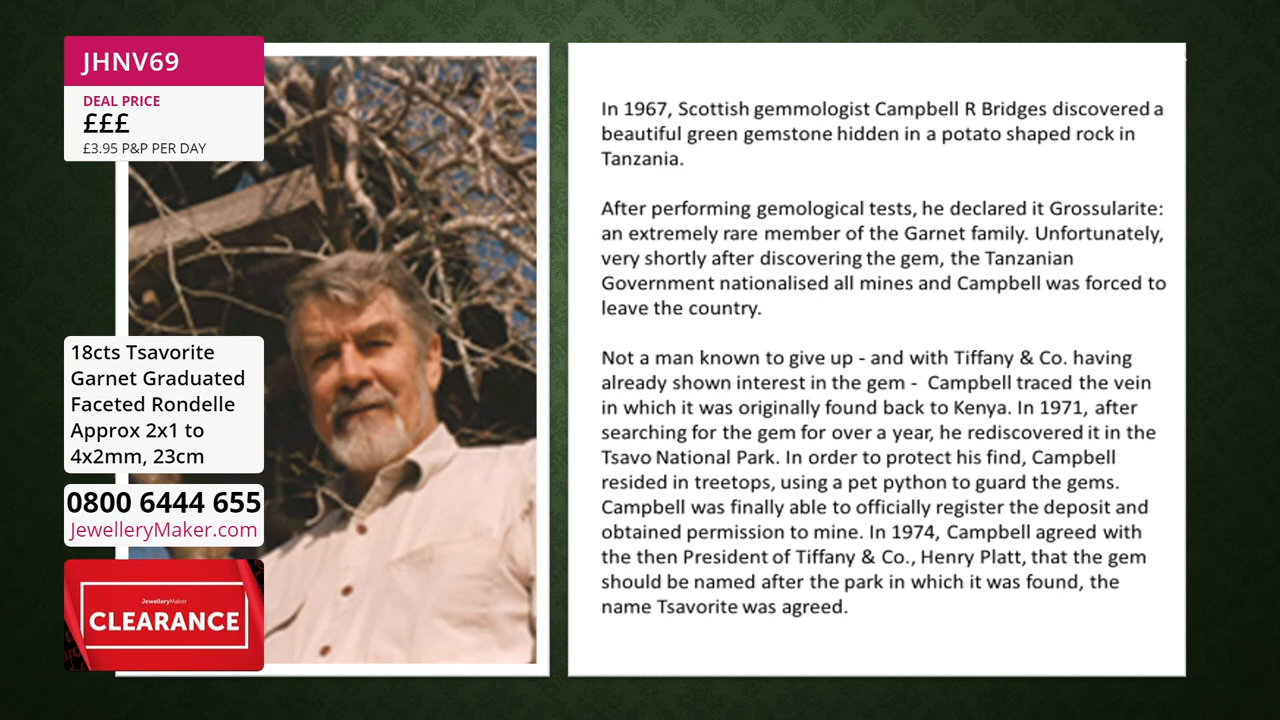 JHNV69
DEAL PRICE
£££
£3.95 P&P PER DAY
18cts Tsavorite
Garnet Graduated
Faceted Rondelle
Approx 2x1 to
4x2mm, 23cm
0800 6444 655
JewelleryMaker.com
JewelleryMaker
CLEARANCE
In 1967, Scottish gemmologist Campbell R Bridges discovered a
beautiful green gemstone hidden in a potato shaped rock in
Tanzania.
After performing gemological tests, he declared it Grossularite:
an extremely rare member of the Garnet family. Unfortunately,
very shortly after discovering the gem, the Tanzanian
Government nationalised all mines and Campbell was forced to
leave the country.
Not a man known to give up - and with Tiffany & Co. having
already shown interest in the gem -  Campbell traced the vein
in which it was originally found back to Kenya. In 1971, after
searching for the gem for over a year, he rediscovered it in the
Tsavo National Park. In order to protect his find, Campbell
resided in treetops, using a pet python to guard the gems.
Campbell was finally able to officially register the deposit and
obtained permission to mine. In 1974, Campbell agreed with
the then President of Tiffany & Co., Henry Platt, that the gem
should be named after the park in which it was found, the
name Tsavorite was agreed.